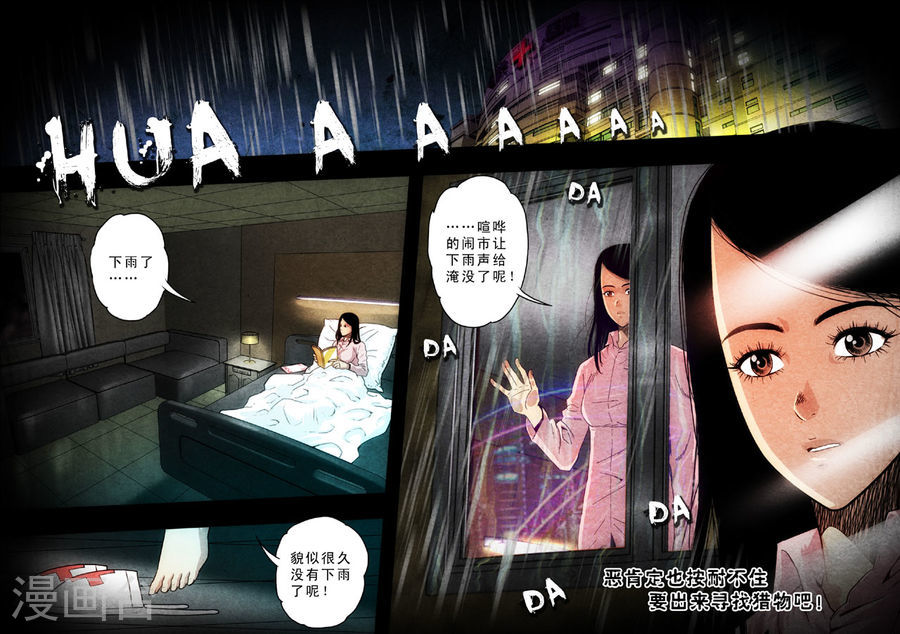 HUA A A A A A A
下雨了
……
貌似很久
没有下雨
了呢！
……喧哗
的闹市让
下雨声给
淹没了呢！
DA
DA
DA
DA
恶肯定也按耐不住
要出来寻找猎物吧！
漫画台